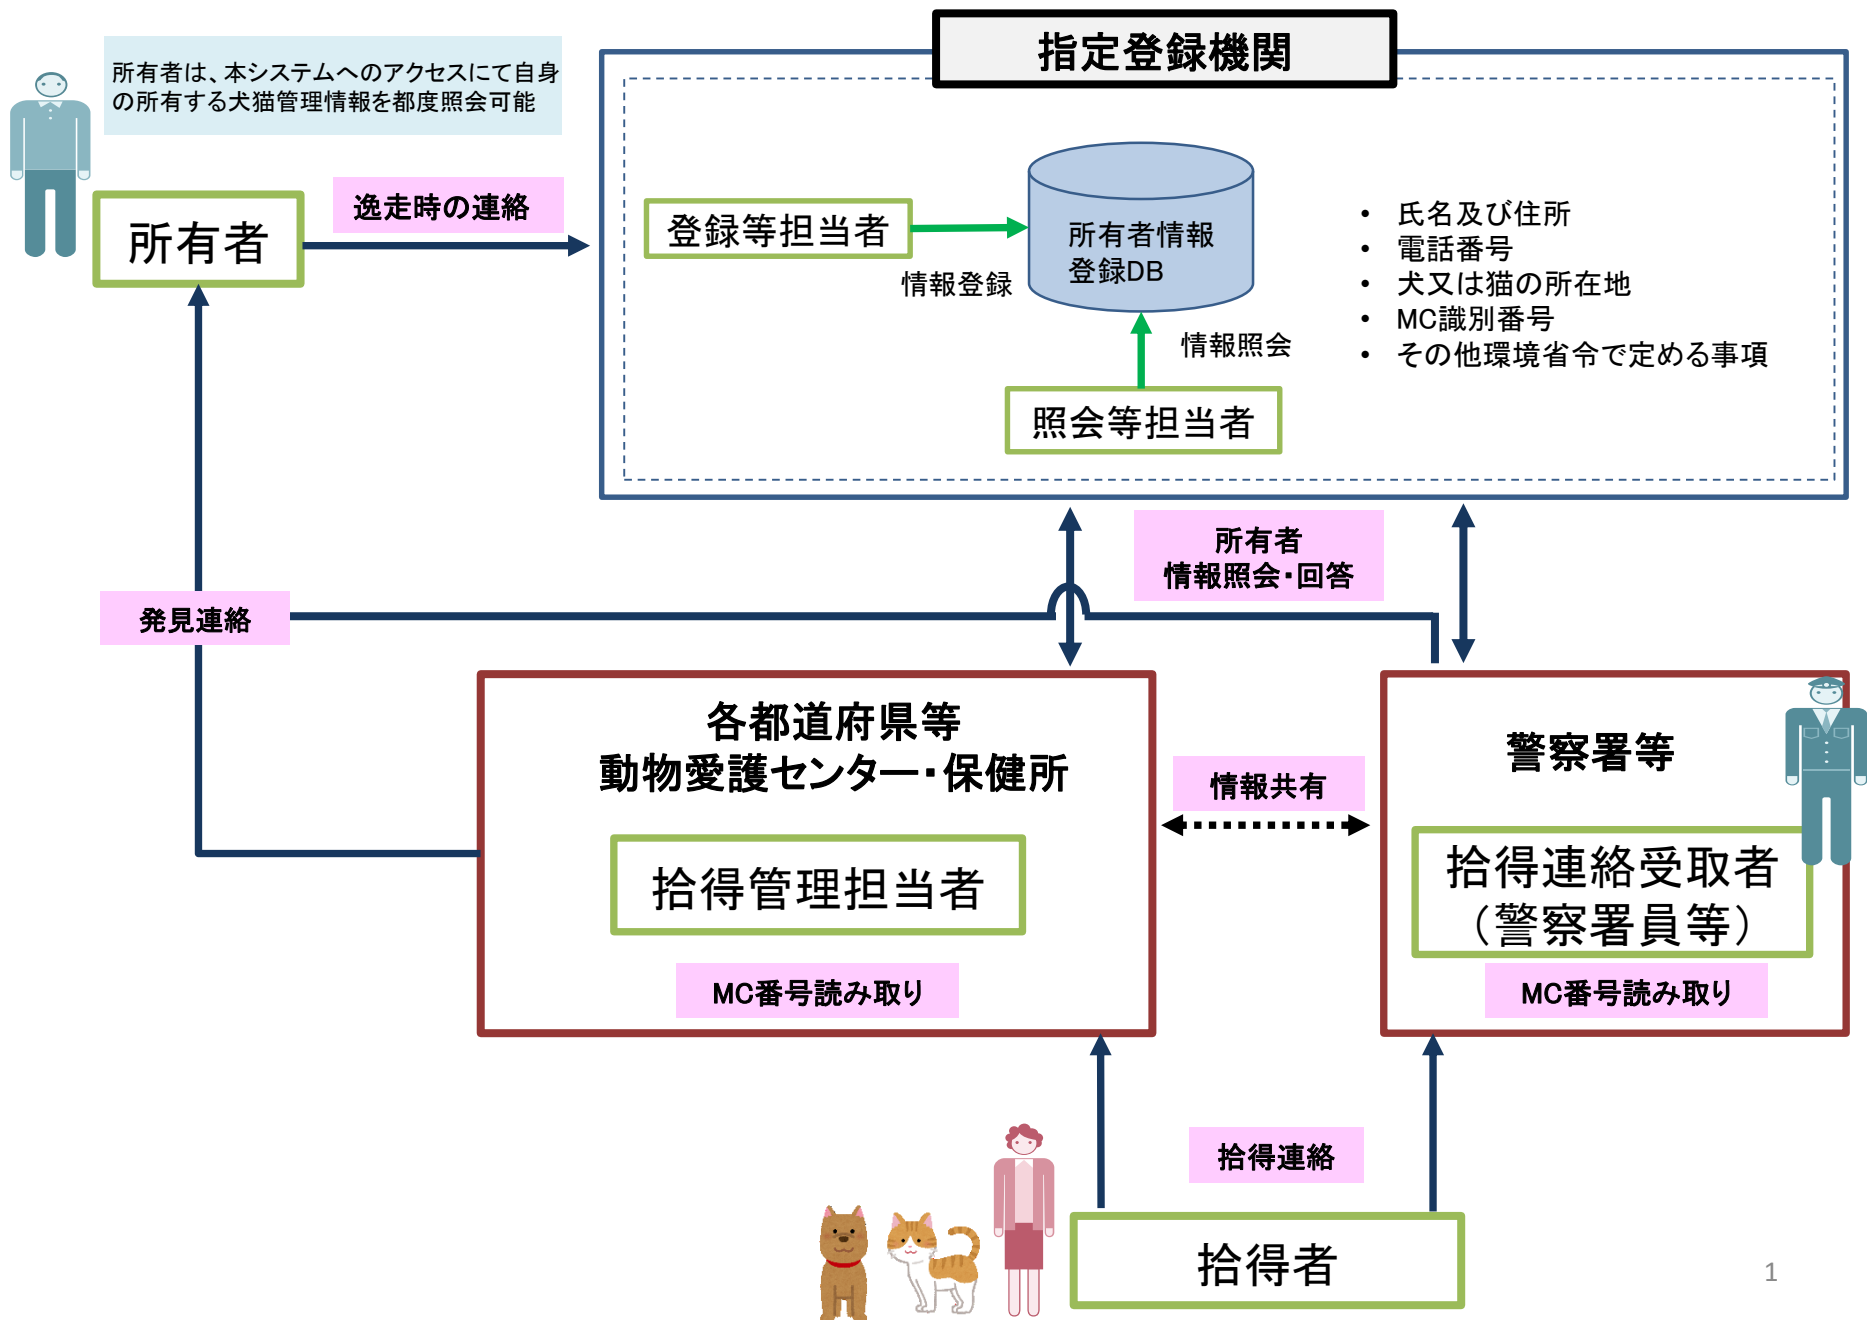 指定登録機関
所有者は、本システムへのアクセスにて自身
の所有する犬猫管理情報を都度照会可能
所有者
逸走時の連絡
登録等担当者
情報登録
所有者情報
登録DB
情報照会
照会等担当者
• 氏名及び住所
• 電話番号
• 犬又は猫の所在地
• MC識別番号
• その他環境省令で定める事項
所有者
情報照会・回答
発見連絡
各都道府県等
動物愛護センター・保健所
拾得管理担当者
MC番号読み取り
情報共有
警察署等
拾得連絡受取者
（警察署員等）
MC番号読み取り
拾得連絡
拾得者
1